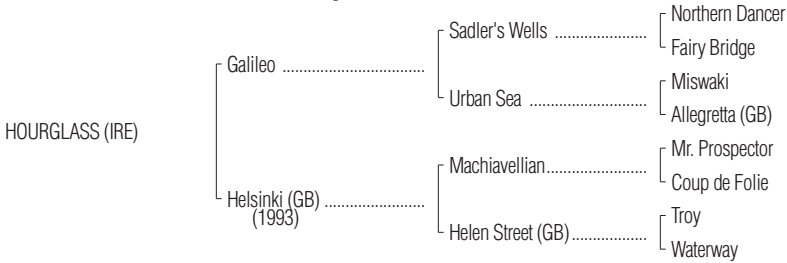 Northern Dancer
Sadler's Wells ......................
Fairy Bridge
Galileo ..................................
Miswaki
Urban Sea ............................
Allegretta (GB)
HOURGLASS (IRE)
Mr. Prospector
Machiavellian........................
Coup de Folie
Helsinki (GB) ........................
(1993)
Troy
Helen Street (GB)..................
Waterway